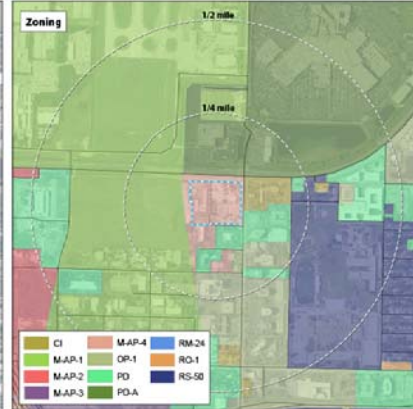 Zoning
1/2 mile
1/4 mile
CI
M-AP-1
M-AP-2
M-AP-3
M-AP-4
OP-1
PD
PD-A
RM-24
RO-1
RS-50